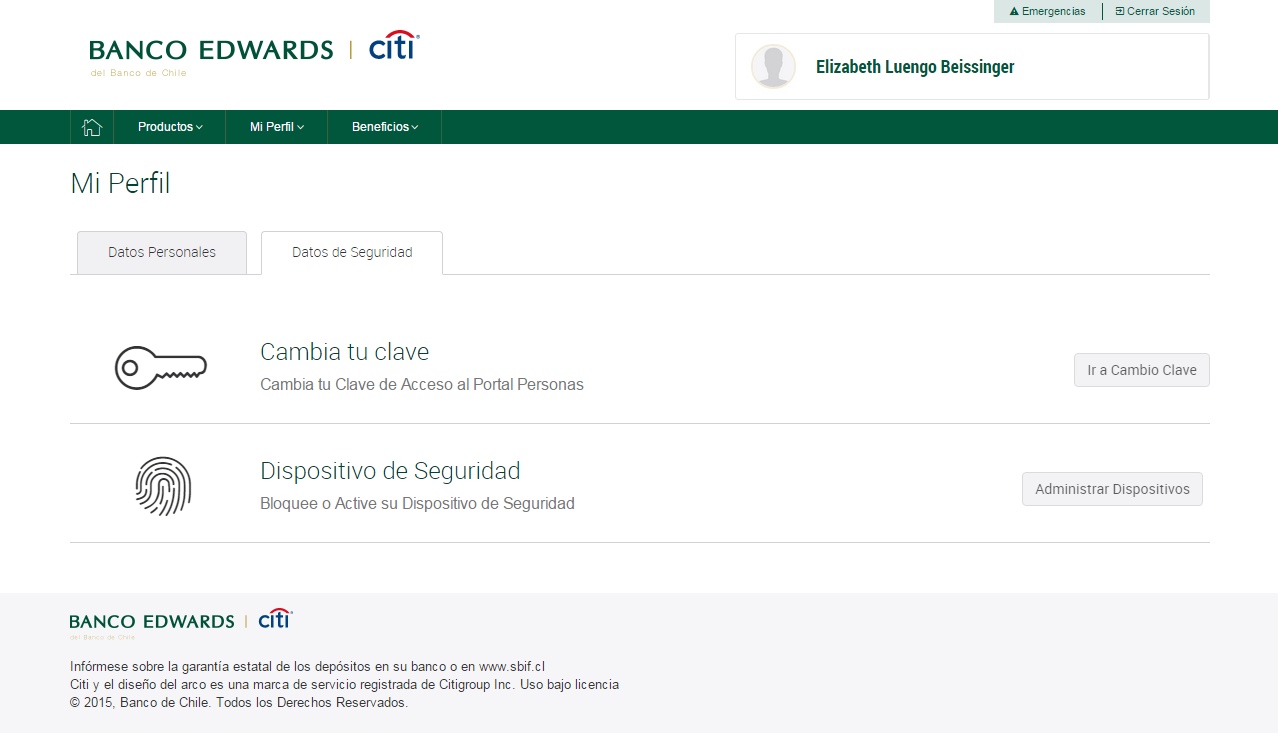 Emergencias
Cerrar Sesión
BANCO EDWARDS | citi
del Banco de Chile
Elizabeth Luengo Beissinger
Productos
Mi Perfil
Beneficios
Mi Perfil
Datos Personales
Datos de Seguridad
Cambia tu clave
Cambia tu Clave de Acceso al Portal Personas
Ir a Cambio Clave
Dispositivo de Seguridad
Bloquee o Active su Dispositivo de Seguridad
Administrar Dispositivos
BANCO EDWARDS | citi
del Banco de Chile
Infórmese sobre la garantía estatal de los depósitos en su banco o en www.sbif.cl
Citi y el diseño del arco es una marca de servicio registrada de Citigroup Inc. Uso bajo licencia
© 2015, Banco de Chile. Todos los Derechos Reservados.